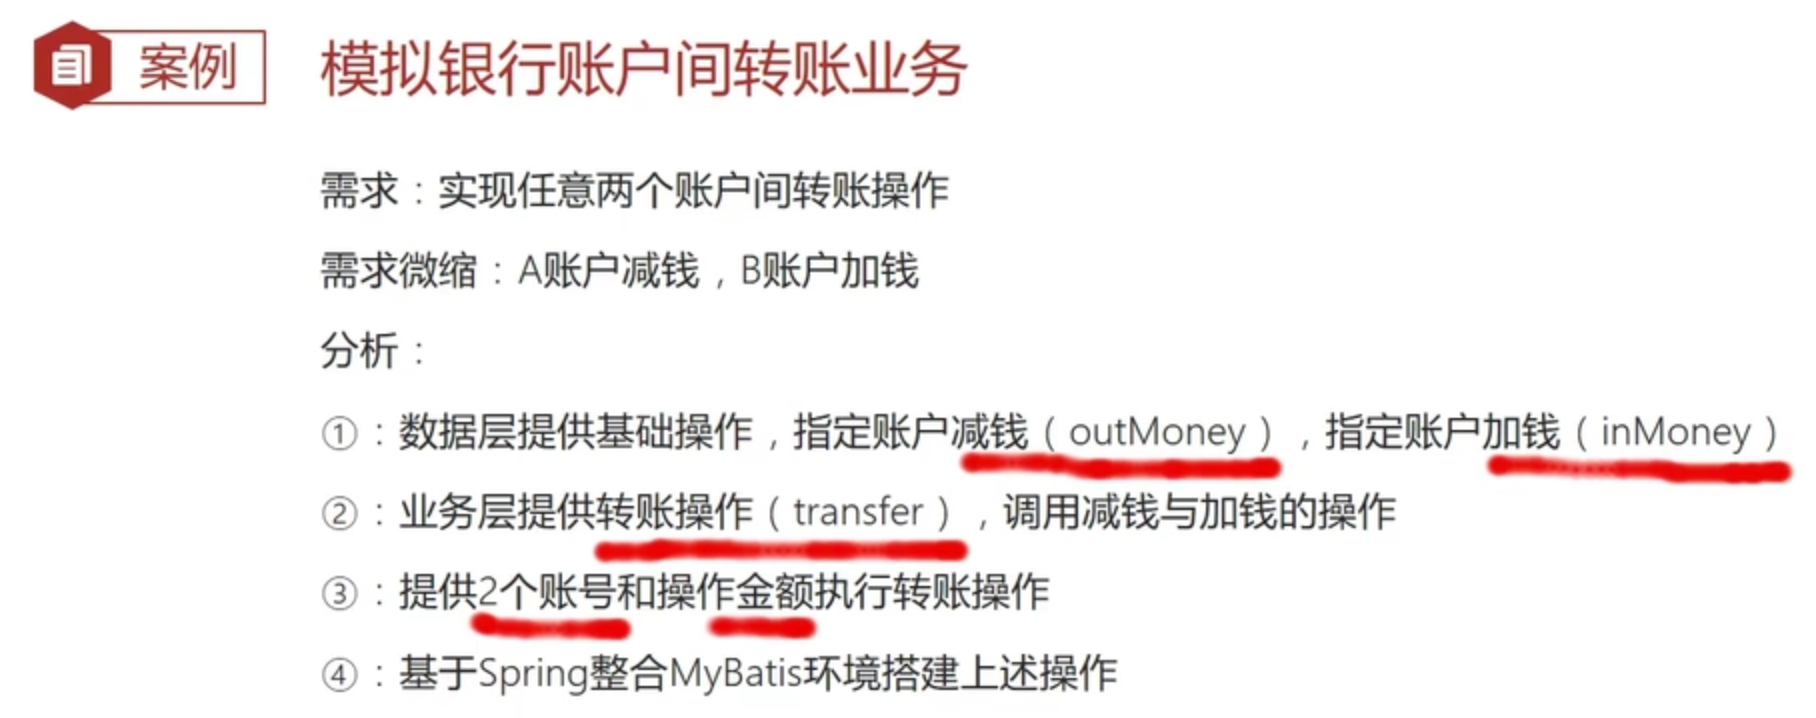 案例
模拟银行账户间转账业务
需求：实现任意两个账户间转账操作
需求微缩：A账户减钱，B账户加钱
分析：
①：数据层提供基础操作，指定账户减钱（outMoney），指定账户加钱（inMoney）
②：业务层提供转账操作（transfer），调用减钱与加钱的操作
③：提供2个账号和操作金额执行转账操作
④：基于Spring整合MyBatis环境搭建上述操作